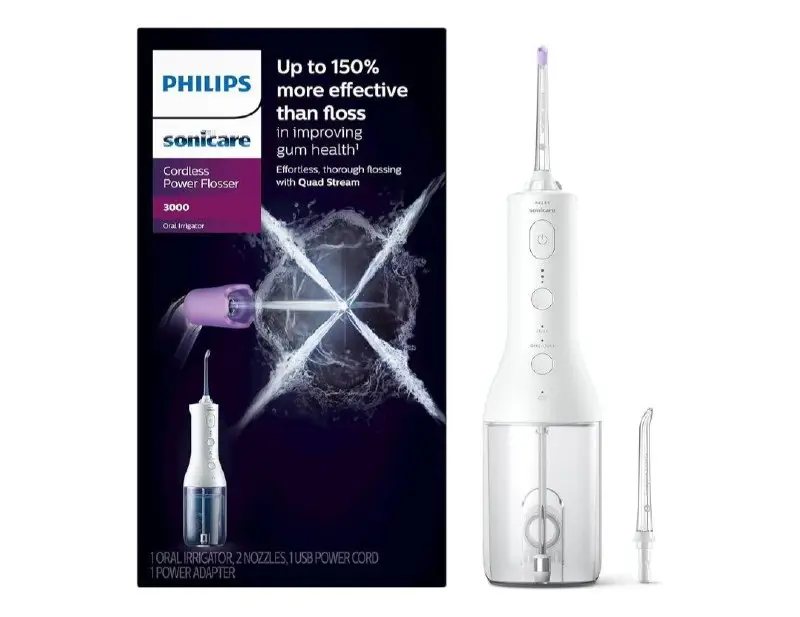 PHILIPS
sonicare
Cordless
Power Flosser
3000
Oral Irrigator
Up to 150%
more effective
than floss
in improving
gum health¹
Effortless, thorough flossing
with Quad Stream
1 ORAL IRRIGATOR, 2 NOZZLES, 1 USB POWER CORD
1 POWER ADAPTER
sonicare